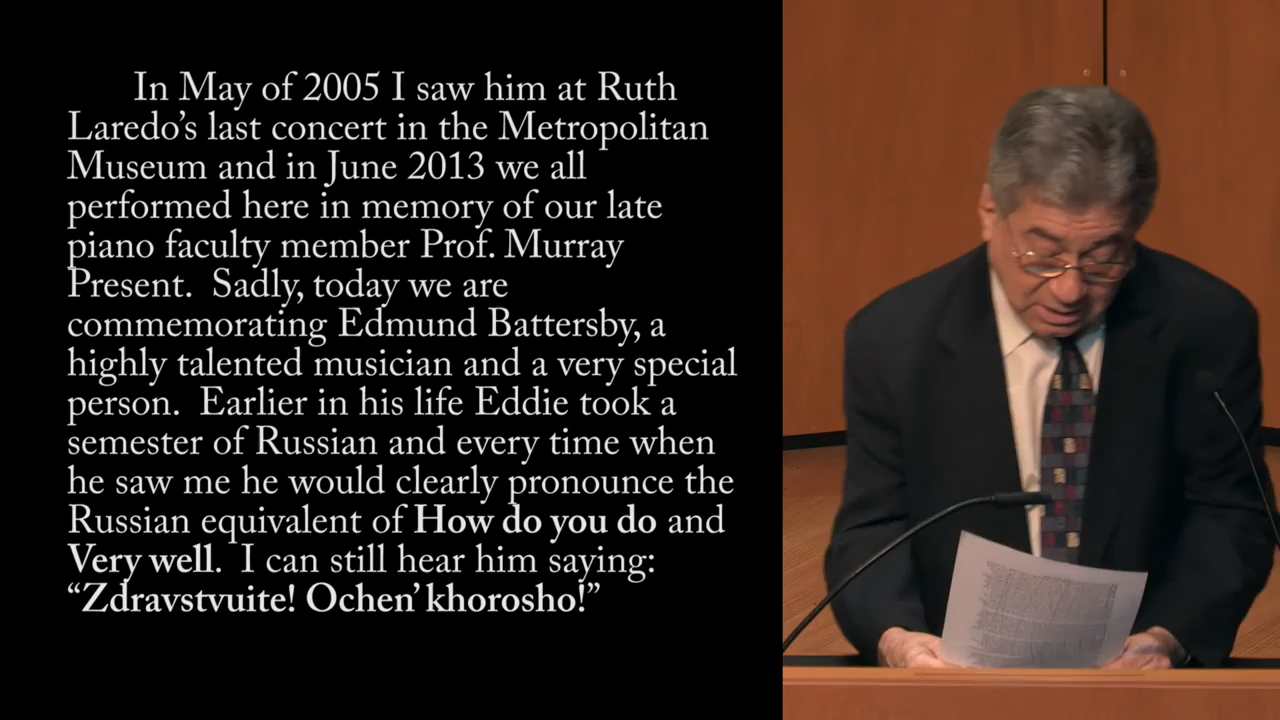 In May of 2005 I saw him at Ruth
Laredo’s last concert in the Metropolitan
Museum and in June 2013 we all
performed here in memory of our late
piano faculty member Prof. Murray
Present.  Sadly, today we are
commemorating Edmund Battersby, a
highly talented musician and a very special
person.  Earlier in his life Eddie took a
semester of Russian and every time when
he saw me he would clearly pronounce the
Russian equivalent of How do you do and
Very well.  I can still hear him saying:
“Zdravstvuite! Ochen’ khorosho!”